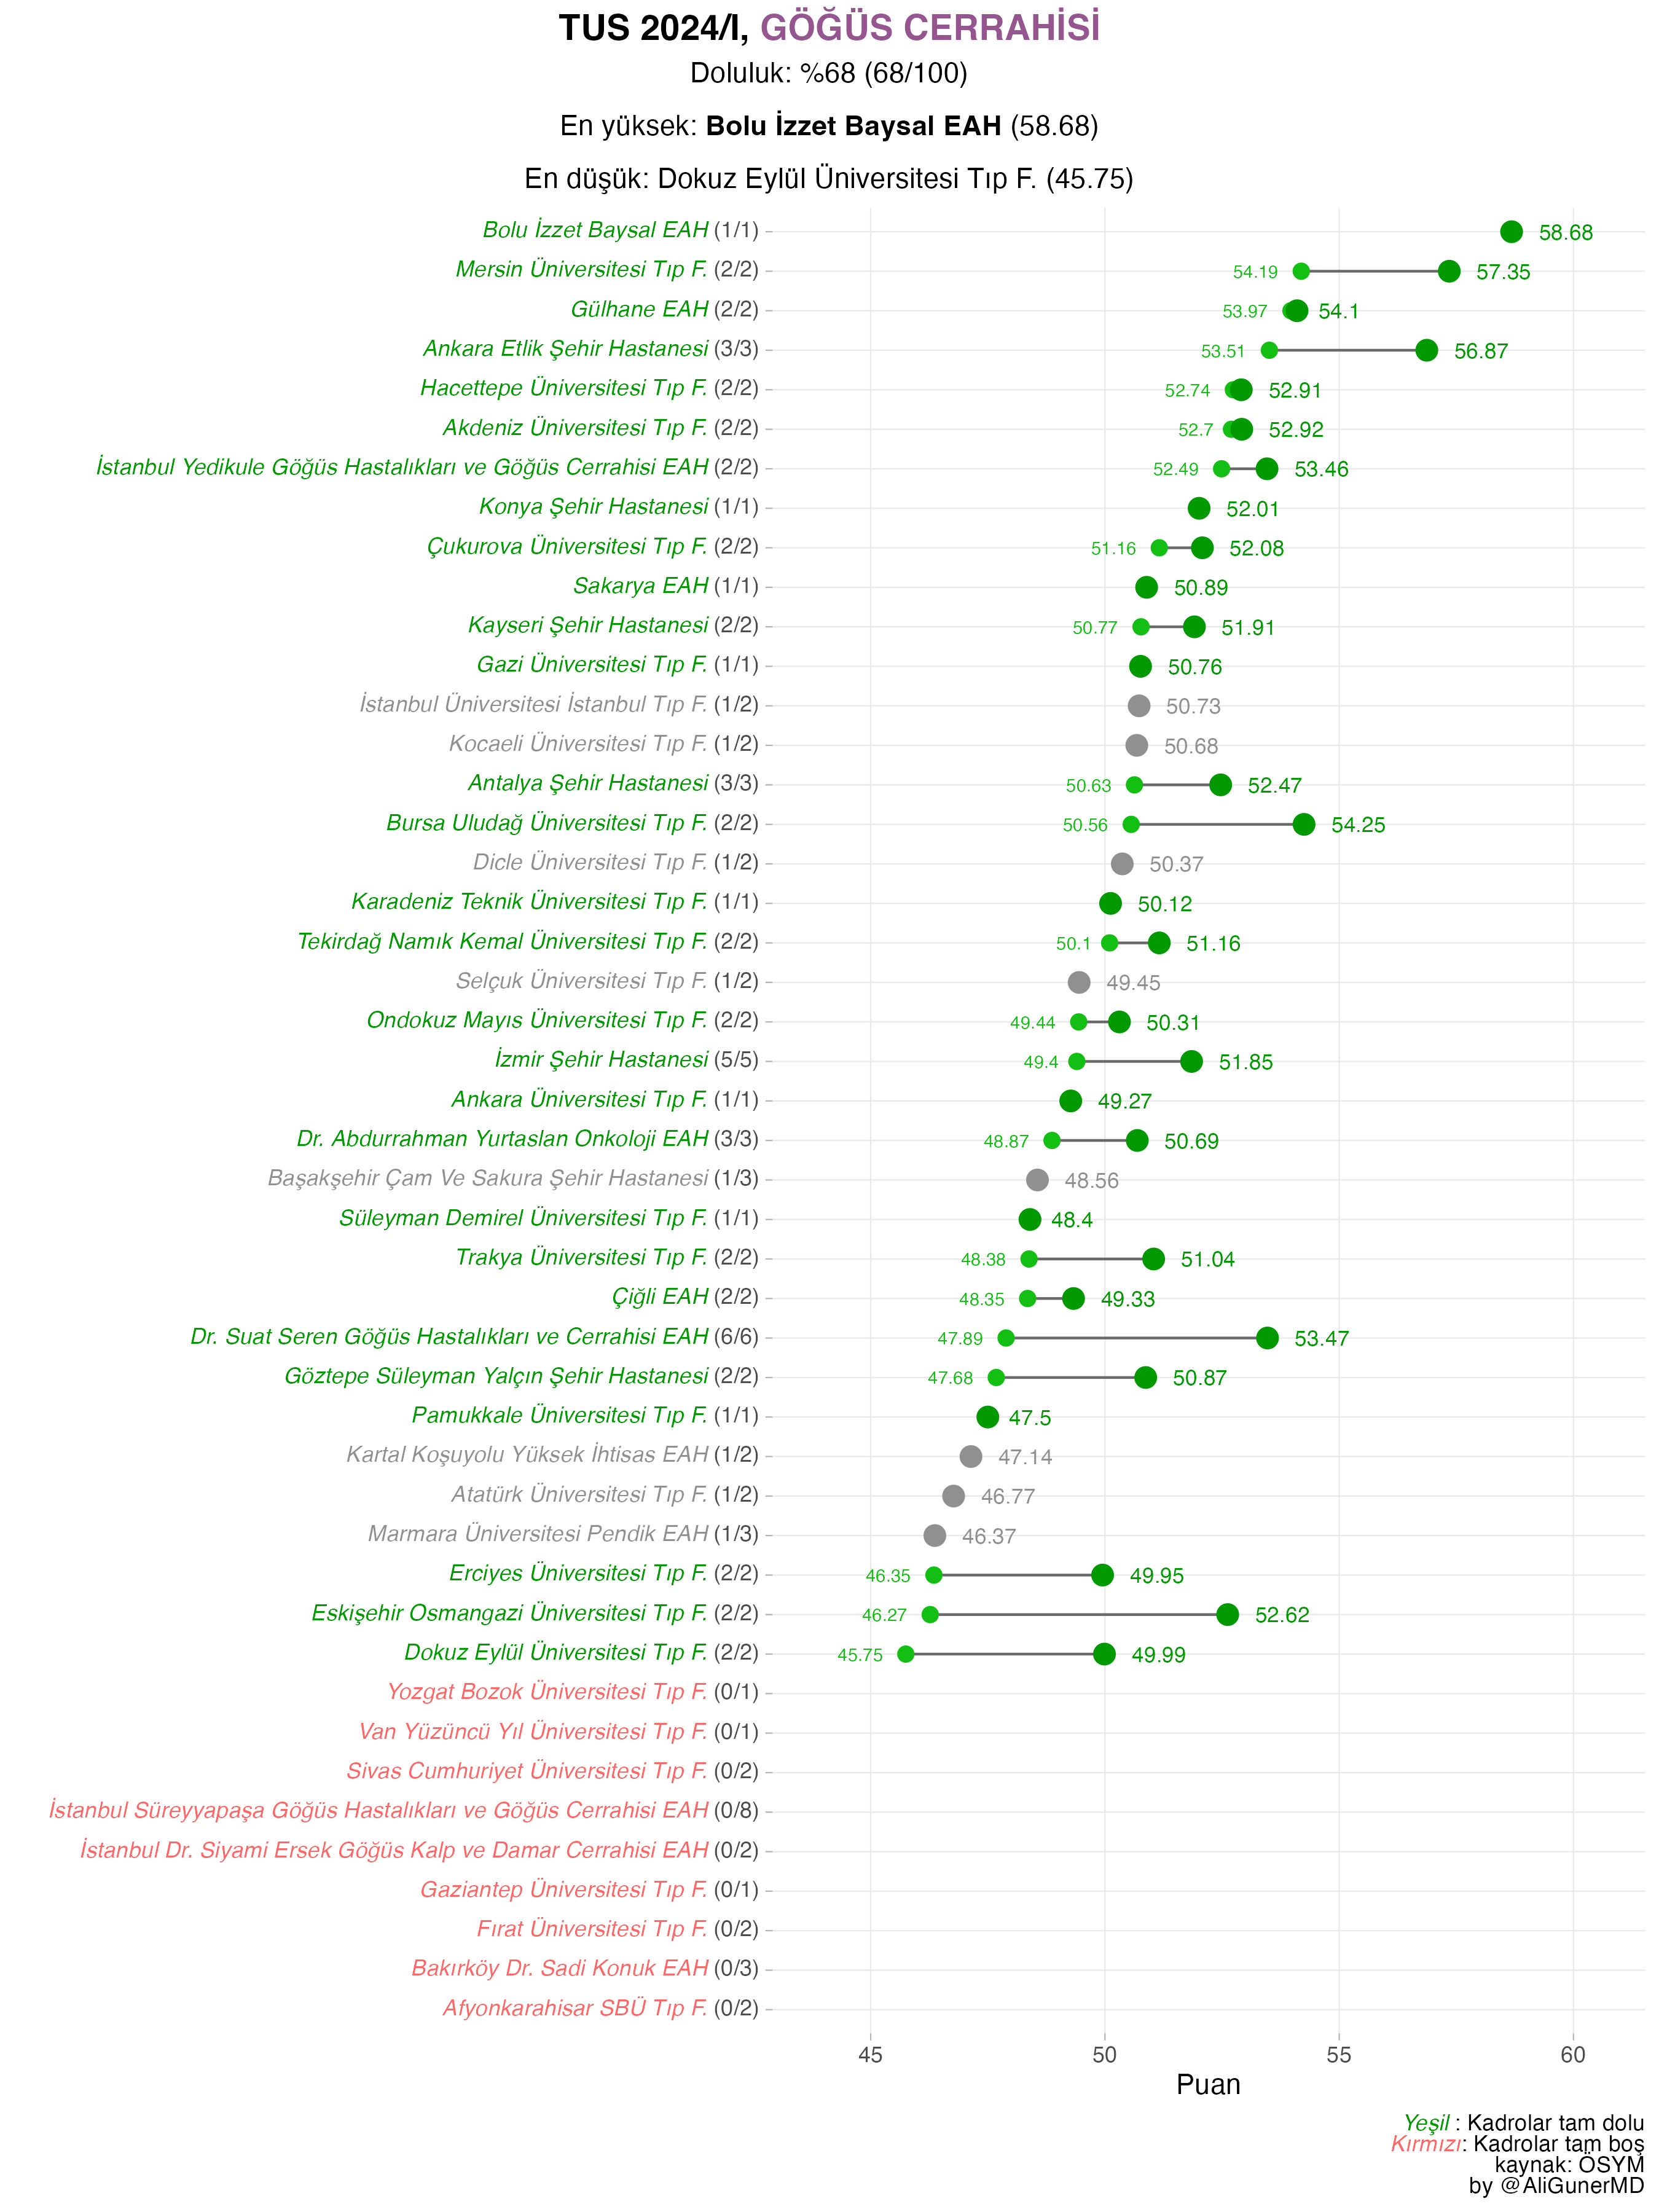 TUS 2024/I, GÖĞÜS CERRAHİSİ
Doluluk: %68 (68/100)
En yüksek: Bolu İzzet Baysal EAH (58.68)
En düşük: Dokuz Eylül Üniversitesi Tıp F. (45.75)
Bolu İzzet Baysal EAH (1/1) 58.68
Mersin Üniversitesi Tıp F. (2/2) 54.19 57.35
Gülhane EAH (2/2) 53.97 54.1
Ankara Etlik Şehir Hastanesi (3/3) 53.51 56.87
Hacettepe Üniversitesi Tıp F. (2/2) 52.74 52.91
Akdeniz Üniversitesi Tıp F. (2/2) 52.7 52.92
İstanbul Yedikule Göğüs Hastalıkları ve Göğüs Cerrahisi EAH (2/2) 52.49 53.46
Konya Şehir Hastanesi (1/1) 52.01
Çukurova Üniversitesi Tıp F. (2/2) 51.16 52.08
Sakarya EAH (1/1) 50.89
Kayseri Şehir Hastanesi (2/2) 50.77 51.91
Gazi Üniversitesi Tıp F. (1/1) 50.76
İstanbul Üniversitesi İstanbul Tıp F. (1/2) 50.73
Kocaeli Üniversitesi Tıp F. (1/2) 50.68
Antalya Şehir Hastanesi (3/3) 50.63 52.47
Bursa Uludağ Üniversitesi Tıp F. (2/2) 50.56 54.25
Dicle Üniversitesi Tıp F. (1/2) 50.37
Karadeniz Teknik Üniversitesi Tıp F. (1/1) 50.12
Tekirdağ Namık Kemal Üniversitesi Tıp F. (2/2) 50.1 51.16
Selçuk Üniversitesi Tıp F. (1/2) 49.45
Ondokuz Mayıs Üniversitesi Tıp F. (2/2) 49.44 50.31
İzmir Şehir Hastanesi (5/5) 49.4 51.85
Ankara Üniversitesi Tıp F. (1/1) 49.27
Dr. Abdurrahman Yurtaslan Onkoloji EAH (3/3) 48.87 50.69
Başakşehir Çam Ve Sakura Şehir Hastanesi (1/3) 48.56
Süleyman Demirel Üniversitesi Tıp F. (1/1) 48.4
Trakya Üniversitesi Tıp F. (2/2) 48.38 51.04
Çiğli EAH (2/2) 48.35 49.33
Dr. Suat Seren Göğüs Hastalıkları ve Cerrahisi EAH (6/6) 47.89 53.47
Göztepe Süleyman Yalçın Şehir Hastanesi (2/2) 47.68 50.87
Pamukkale Üniversitesi Tıp F. (1/1) 47.5
Kartal Koşuyolu Yüksek İhtisas EAH (1/2) 47.14
Atatürk Üniversitesi Tıp F. (1/2) 46.77
Marmara Üniversitesi Pendik EAH (1/3) 46.37
Erciyes Üniversitesi Tıp F. (2/2) 46.35 49.95
Eskişehir Osmangazi Üniversitesi Tıp F. (2/2) 46.27 52.62
Dokuz Eylül Üniversitesi Tıp F. (2/2) 45.75 49.99
Yozgat Bozok Üniversitesi Tıp F. (0/1)
Van Yüzüncü Yıl Üniversitesi Tıp F. (0/1)
Sivas Cumhuriyet Üniversitesi Tıp F. (0/2)
İstanbul Süreyyapaşa Göğüs Hastalıkları ve Göğüs Cerrahisi EAH (0/8)
İstanbul Dr. Siyami Ersek Göğüs Kalp ve Damar Cerrahisi EAH (0/2)
Gaziantep Üniversitesi Tıp F. (0/1)
Fırat Üniversitesi Tıp F. (0/2)
Bakırköy Dr. Sadi Konuk EAH (0/3)
Afyonkarahisar SBÜ Tıp F. (0/2)
45 50 55 60
Puan
Yeşil : Kadrolar tam dolu
Kırmızı: Kadrolar tam boş
kaynak: ÖSYM
by @AliGunerMD